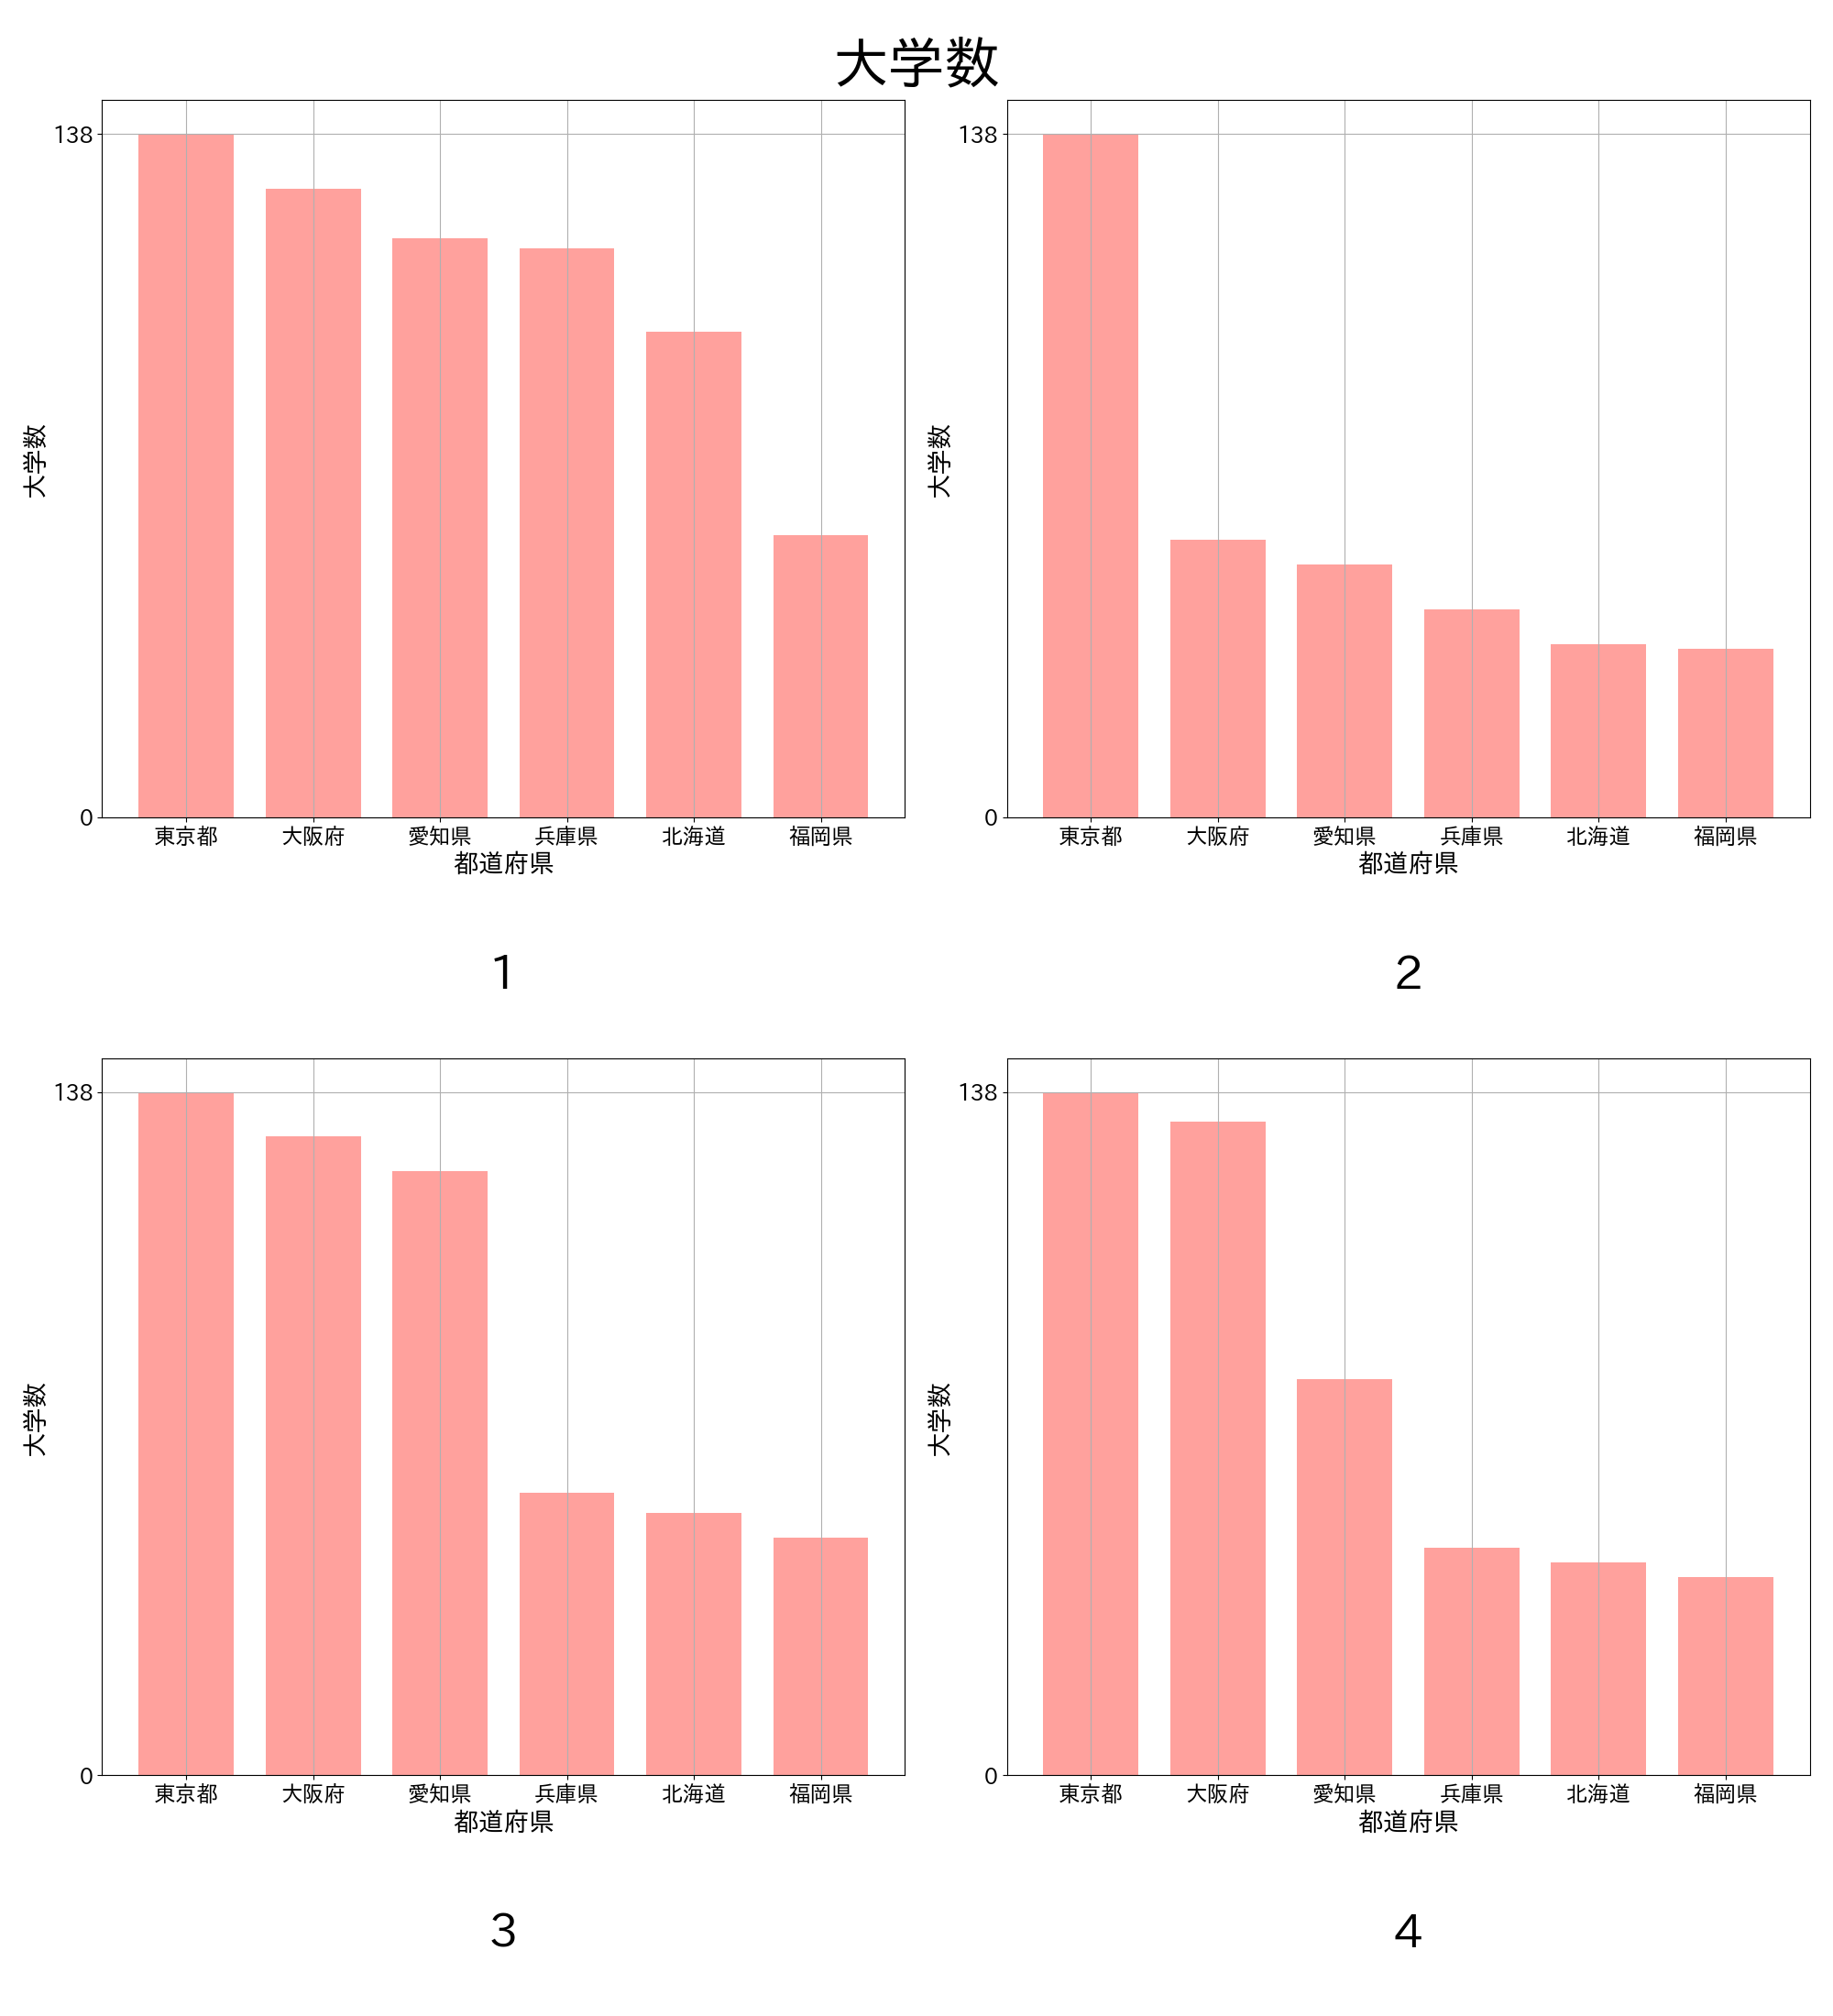 大学数
138
0
大学数
東京都 大阪府 愛知県 兵庫県 北海道 福岡県
都道府県
1
138
0
大学数
東京都 大阪府 愛知県 兵庫県 北海道 福岡県
都道府県
2
138
0
大学数
東京都 大阪府 愛知県 兵庫県 北海道 福岡県
都道府県
3
138
0
大学数
東京都 大阪府 愛知県 兵庫県 北海道 福岡県
都道府県
4